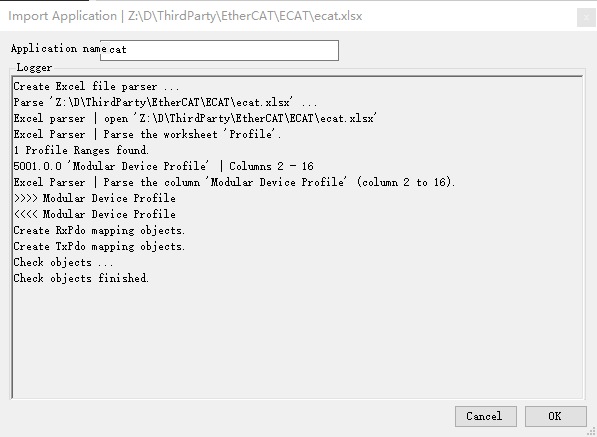 Import Application | Z:\D\ThirdParty\EtherCAT\ECAT\ecat.xlsx
Application name cat
Logger
Create Excel file parser ...
Parse 'Z:\D\ThirdParty\EtherCAT\ECAT\ecat.xlsx' ...
Excel parser | open 'Z:\D\ThirdParty\EtherCAT\ECAT\ecat.xlsx'
Excel Parser | Parse the worksheet 'Profile'.
1 Profile Ranges found.
5001.0.0 'Modular Device Profile' | Columns 2 - 16
Excel Parser | Parse the column 'Modular Device Profile' (column 2 to 16).
>>>> Modular Device Profile
<<<< Modular Device Profile
Create RxPdo mapping objects.
Create TxPdo mapping objects.
Check objects ...
Check objects finished.
Cancel OK